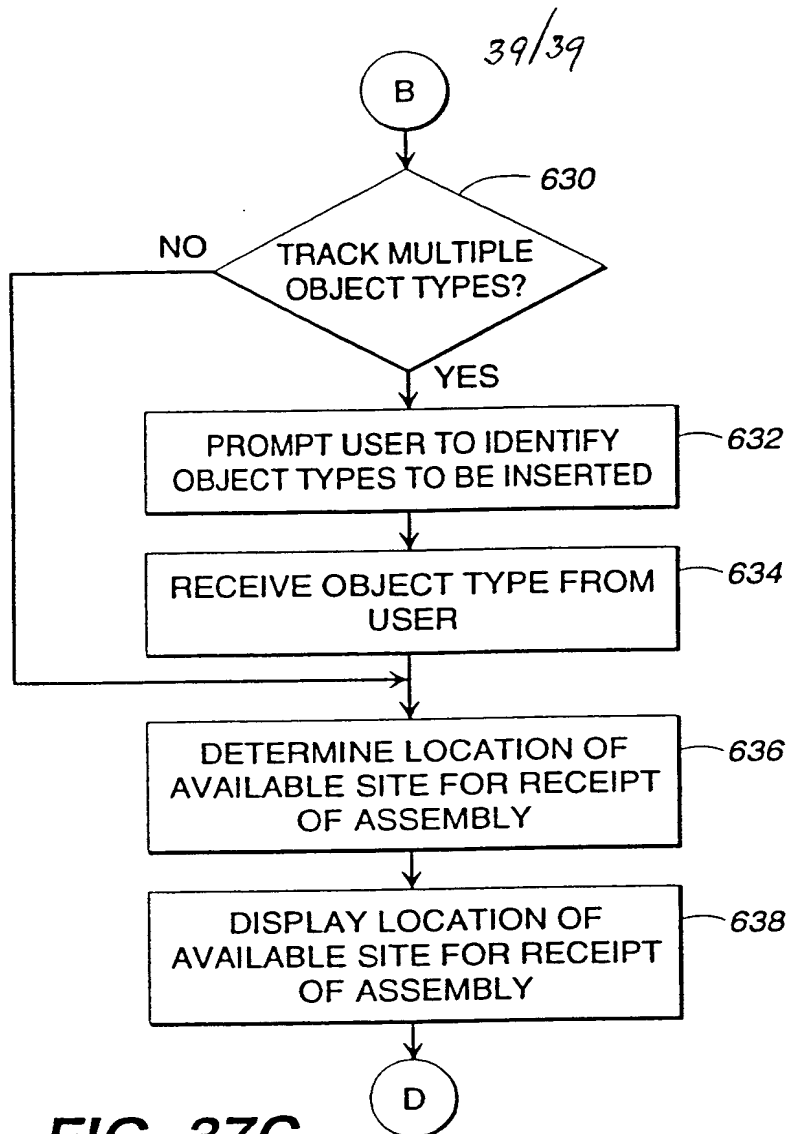 39/39
B
630
NO
TRACK MULTIPLE
OBJECT TYPES?
YES
PROMPT USER TO IDENTIFY
OBJECT TYPES TO BE INSERTED
632
RECEIVE OBJECT TYPE FROM
USER
634
DETERMINE LOCATION OF
AVAILABLE SITE FOR RECEIPT
OF ASSEMBLY
636
DISPLAY LOCATION OF
AVAILABLE SITE FOR RECEIPT
OF ASSEMBLY
638
D